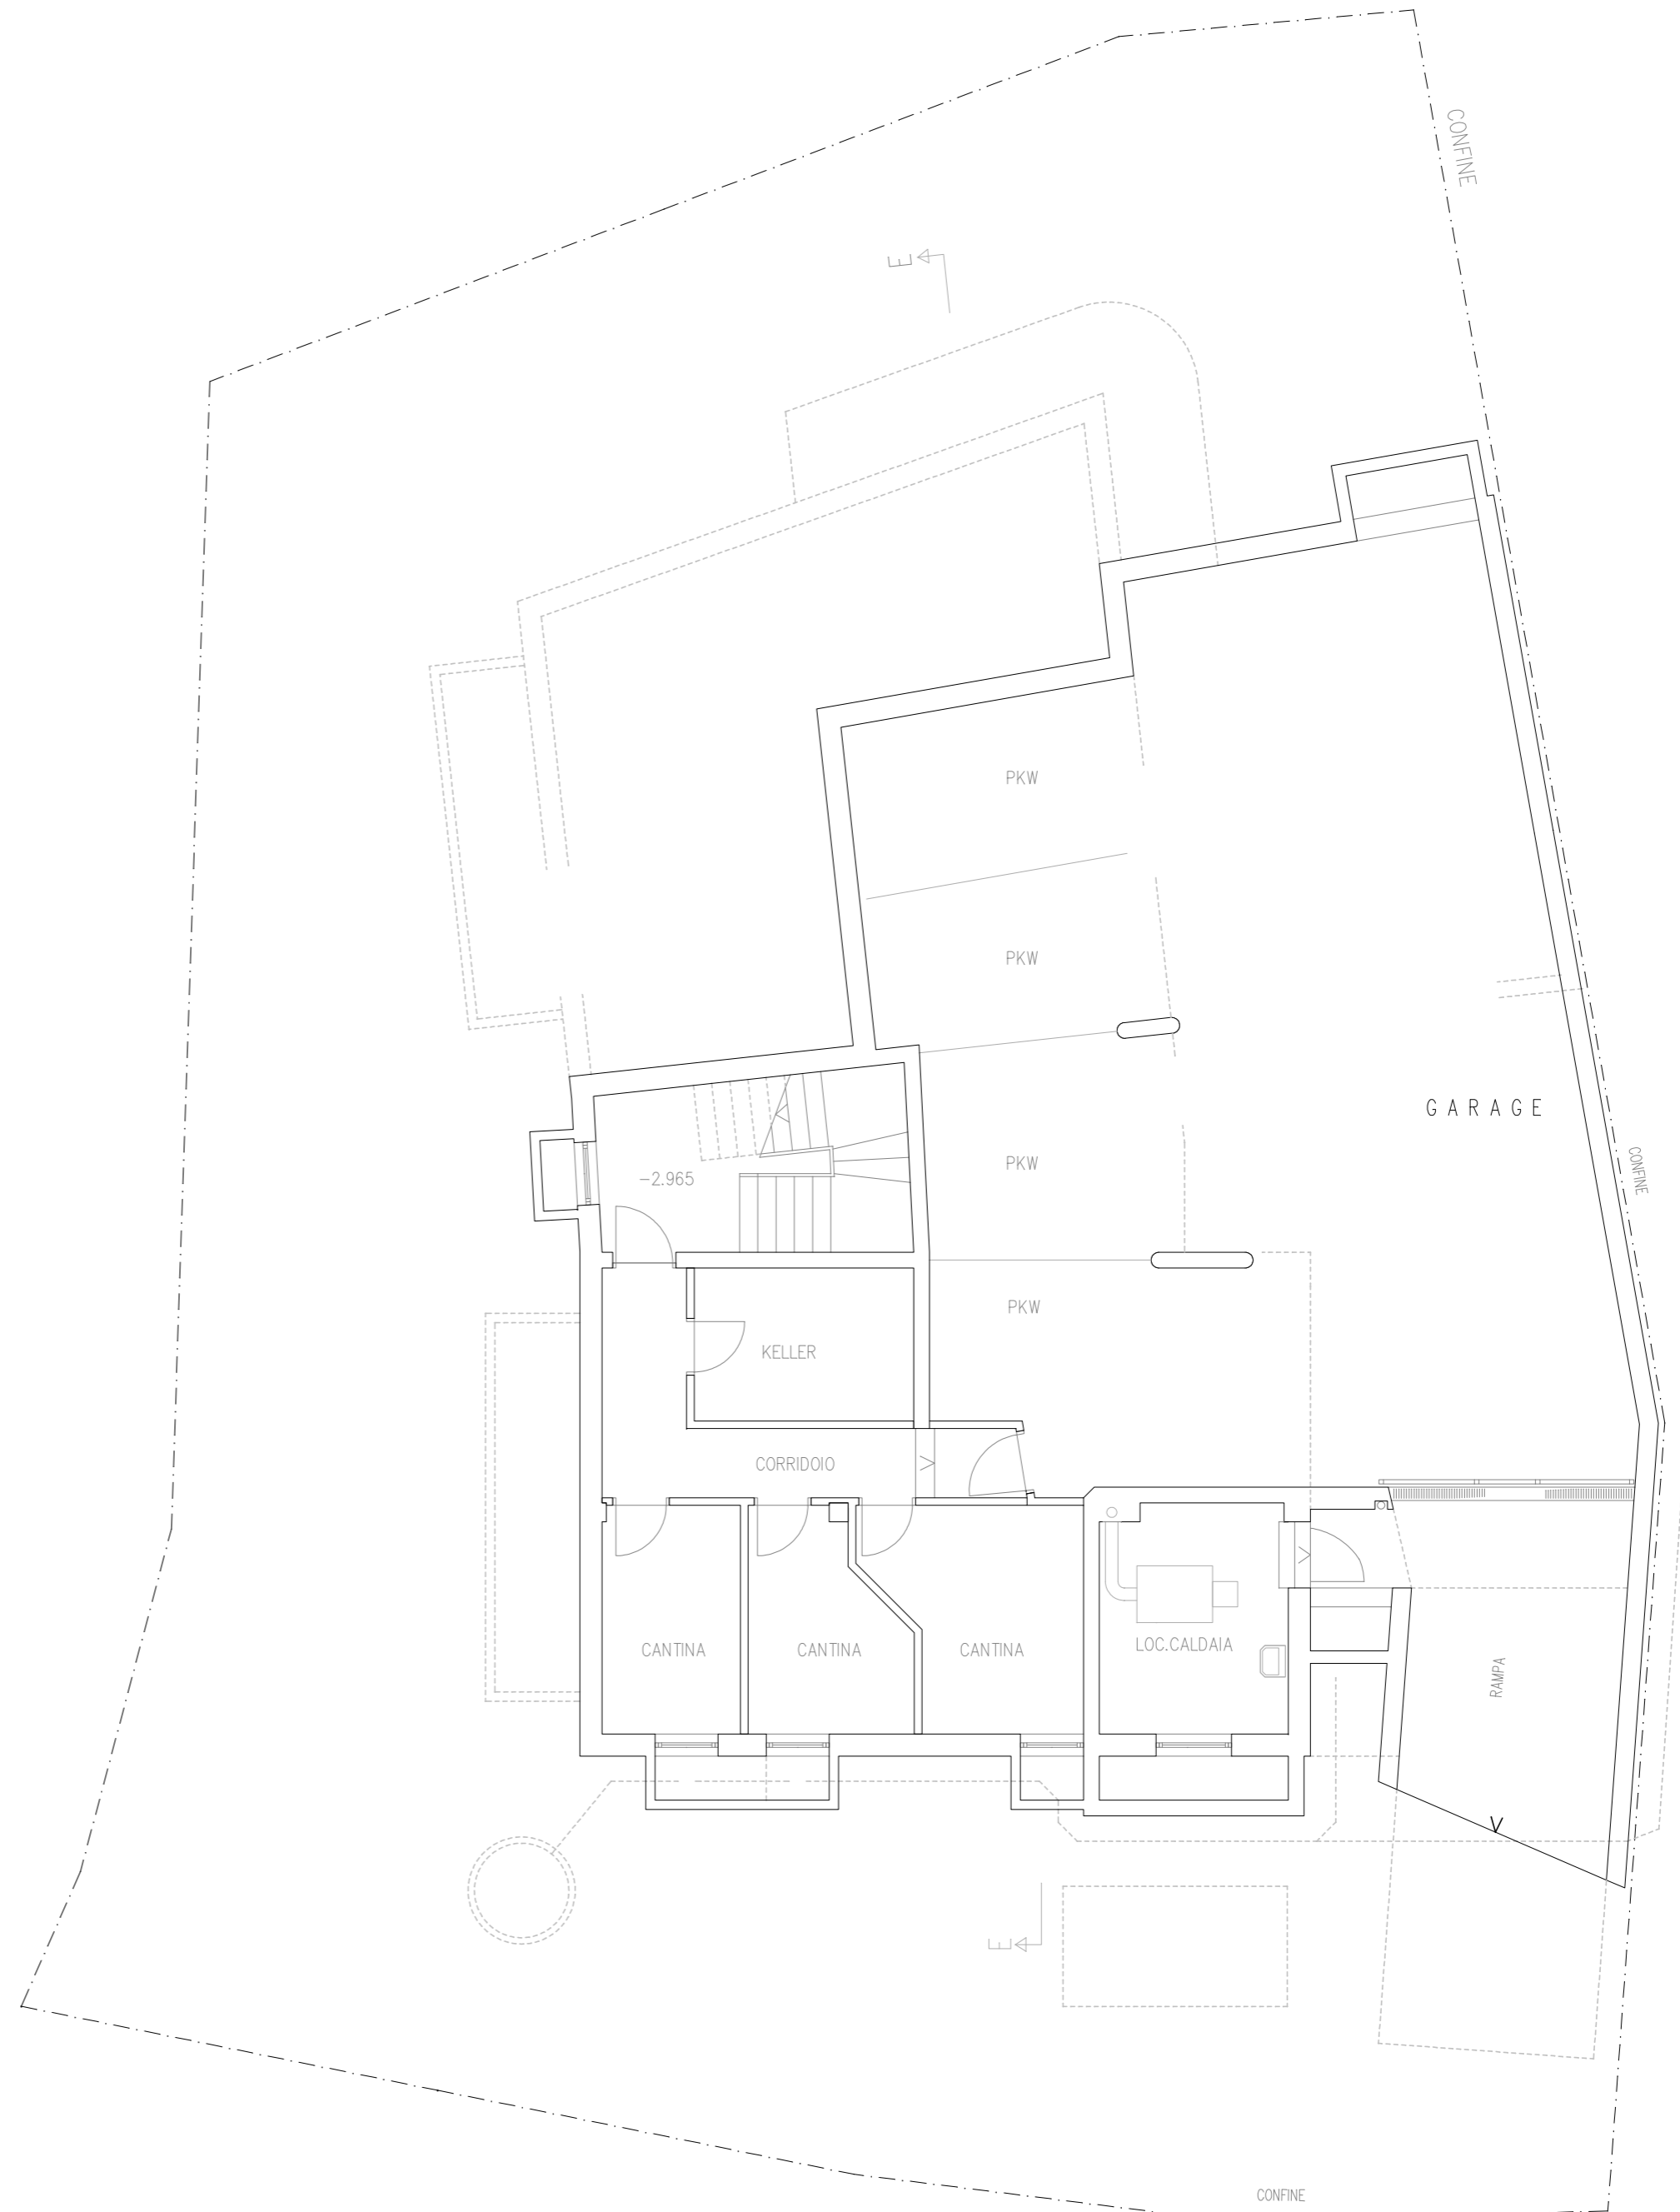 CONFINE
E
PKW
PKW
GARAGE
CONFINE
PKW
-2.965
PKW
KELLER
CORRIDOIO
CANTINA
CANTINA
CANTINA
LOC.CALDAIA
RAMPA
E
CONFINE